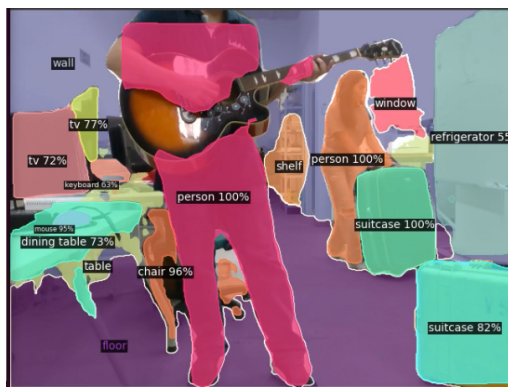 wall
tv 77%
window
refrigerator 55
tv 72%
shelf
person 100%
keyboard 63%
person 100%
mouse 95%
suitcase 100%
dining table 73%
table
chair 96%
suitcase 82%
floor